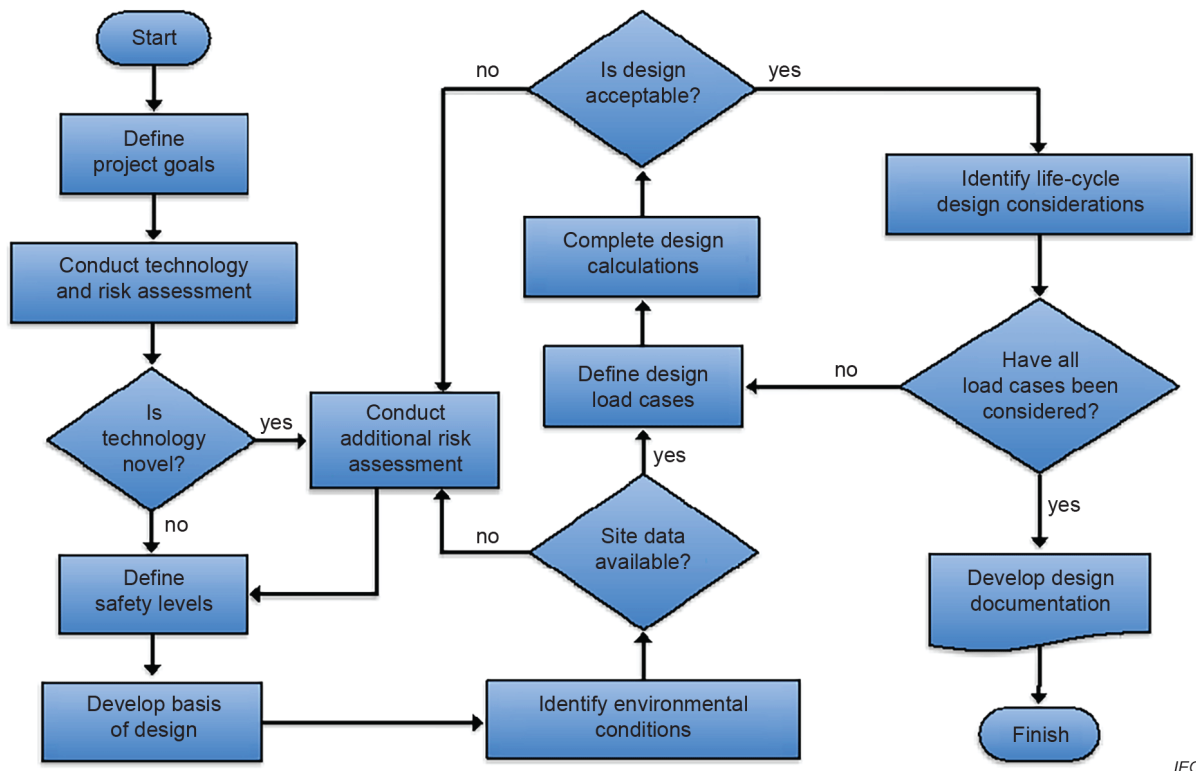 Start
Define
project goals
Conduct technology
and risk assessment
Is
technology
novel?
yes
no
Conduct
additional risk
assessment
Define
safety levels
Develop basis
of design
Identify environmental
conditions
Site data
available?
no
yes
Define design
load cases
Complete design
calculations
Is design
acceptable?
no
yes
Identify life-cycle
design considerations
Have all
load cases been
considered?
no
yes
Develop design
documentation
Finish